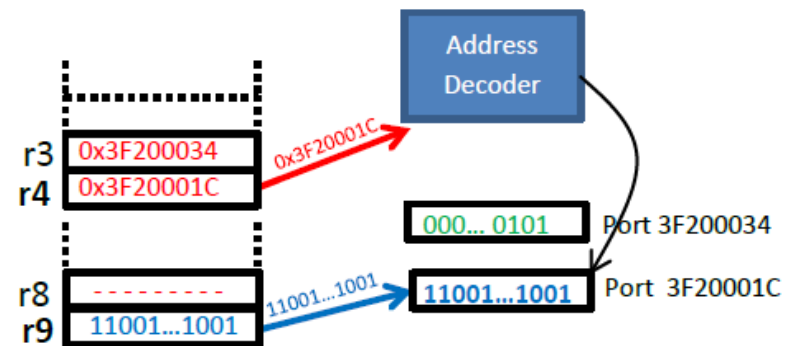 Address
Decoder
r3 0x3F200034
r4 0x3F20001C
0x3F20001C
000... 0101 Port 3F200034
r8 - - - - - - - - -
r9 11001...1001
11001...1001
11001...1001 Port 3F20001C